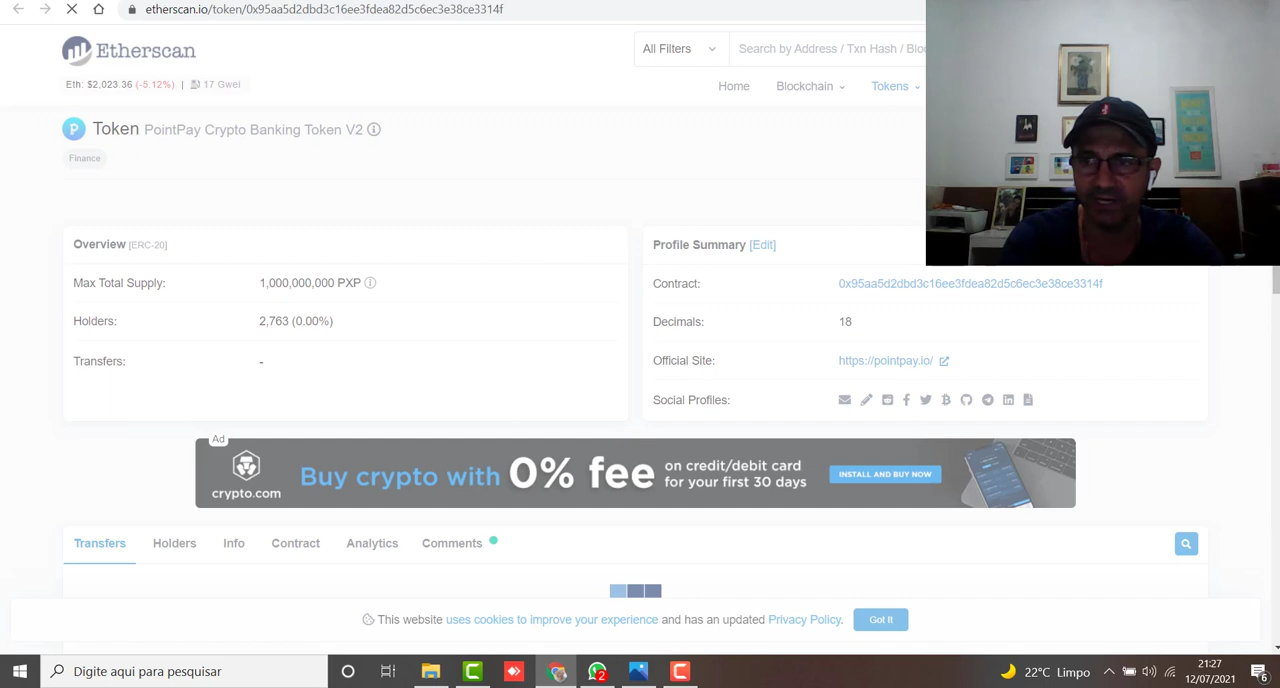 etherscan.io/token/0x95aa5d2dbd3c16ee3fdea82d5c6ec3e38ce3314f
Etherscan
All Filters
Search by Address / Txn Hash / Blo
Eth: $2,023.36 (-5.12%) | 17 Gwei
Home
Blockchain
Tokens
P Token PointPay Crypto Banking Token V2
Finance
Overview [ERC-20]
Max Total Supply: 1,000,000,000 PXP
Holders: 2,763 (0.00%)
Transfers: -
Profile Summary [Edit]
Contract: 0x95aa5d2dbd3c16ee3fdea82d5c6ec3e38ce3314f
Decimals: 18
Official Site: https://pointpay.io/
Social Profiles:
Ad
crypto.com
Buy crypto with 0% fee
on credit/debit card
for your first 30 days
INSTALL AND BUY NOW
Transfers Holders Info Contract Analytics Comments
This website uses cookies to improve your experience and has an updated Privacy Policy. Got It
Digite aqui para pesquisar
2
22°C Limpo
21:27
12/07/2021
6